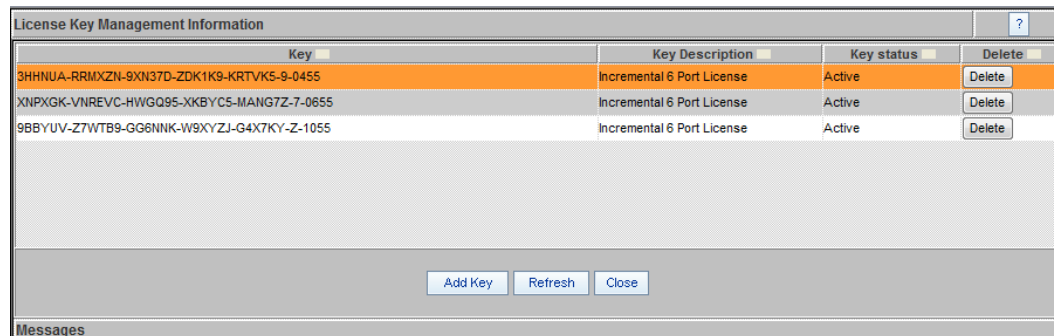 License Key Management Information ?
Key Key Description Key status Delete
3HHNUA-RRMXZN-9XN37D-ZDK1K9-KRTVK5-9-0455 Incremental 6 Port License Active Delete
XNPXGK-VNREVC-HWGQ95-XKBYC5-MANG7Z-7-0655 Incremental 6 Port License Active Delete
9BBYUV-Z7WTB9-GG6NNK-W9XYZJ-G4X7KY-Z-1055 Incremental 6 Port License Active Delete
Add Key Refresh Close
Messages